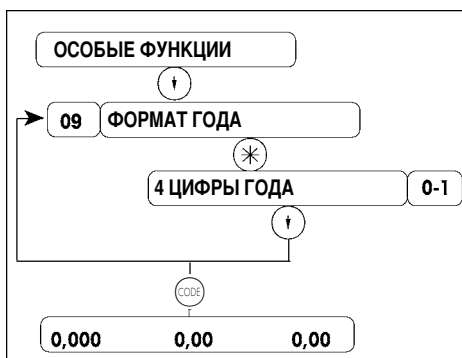 ОСОБЫЕ ФУНКЦИИ
09 ФОРМАТ ГОДА
4 ЦИФРЫ ГОДА 0-1
CODE
0,000 0,00 0,00